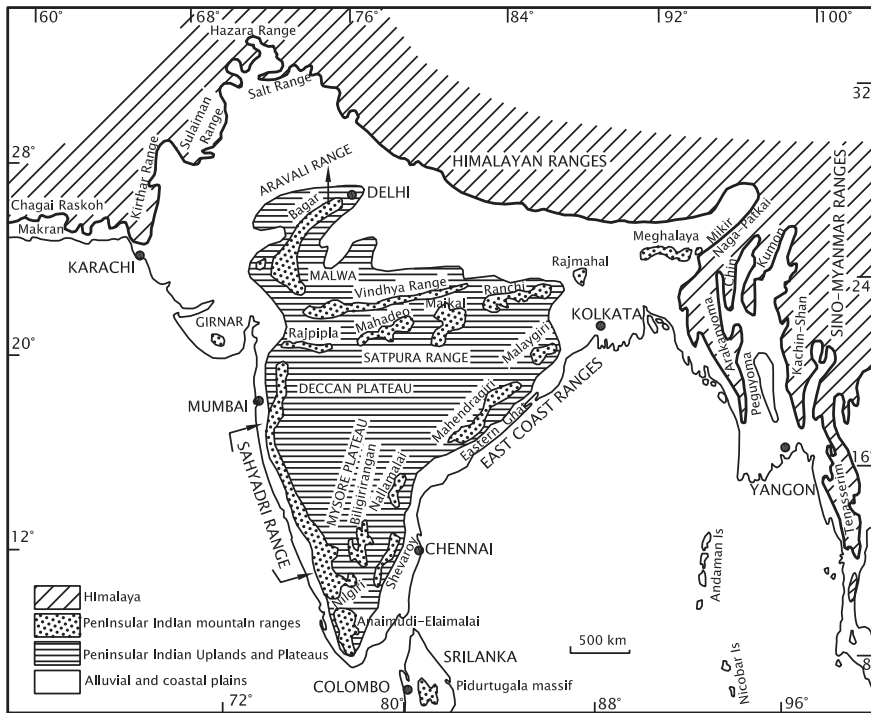 60° 68° 76° 84° 92° 100°
Hazara Range
Salt Range
32
Sulaiman Range
28°
HIMALAYAN RANGES
SINO-MYANMAR RANGES
ARAVALI RANGE
DELHI
Kirthar Range
Bagar
Chagai Raskoh
Makran
Mikir
Naga-Patkai
Meghalaya
Chin
Kumon
KARACHI
MALWA
Rajmahal
Vindhya Range
Ranchi
24
Maikal
Mahadeo
KOLKATA
GIRNAR
Rajpipla
Malaygiri
Kachin-Shan
Arakanyoma
20°
SATPURA RANGE
Peguyoma
DECCAN PLATEAU
MUMBAI
Mahendragiri
Eastern Ghat
EAST COAST RANGES
SAHYADRI RANGE
MYSORE PLATEAU
Biligirirangan
Nallamalai
16°
YANGON
Tenasserim
12°
CHENNAI
Shevaroy
Andaman Is
Nilgiri
HImalaya
Peninsular Indian mountain ranges
Anaimudi-Elaimalai
Peninsular Indian Uplands and Plateaus
500 km
SRILANKA
8
Alluvial and coastal plains
Nicobar Is
COLOMBO
Pidurtugala massif
72° 80° 88° 96°